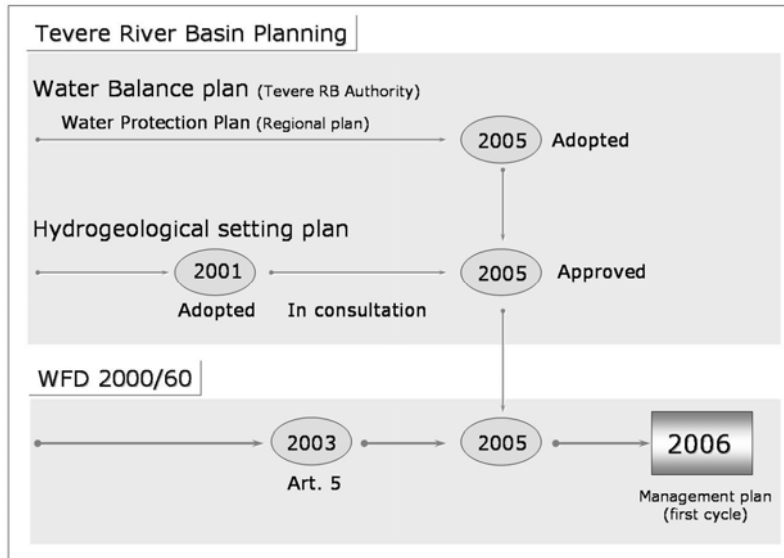 Tevere River Basin Planning
Water Balance plan (Tevere RB Authority)
Water Protection Plan (Regional plan)
2005 Adopted
Hydrogeological setting plan
2001
2005 Approved
Adopted
In consultation
WFD 2000/60
2003
2005
2006
Art. 5
Management plan
(first cycle)